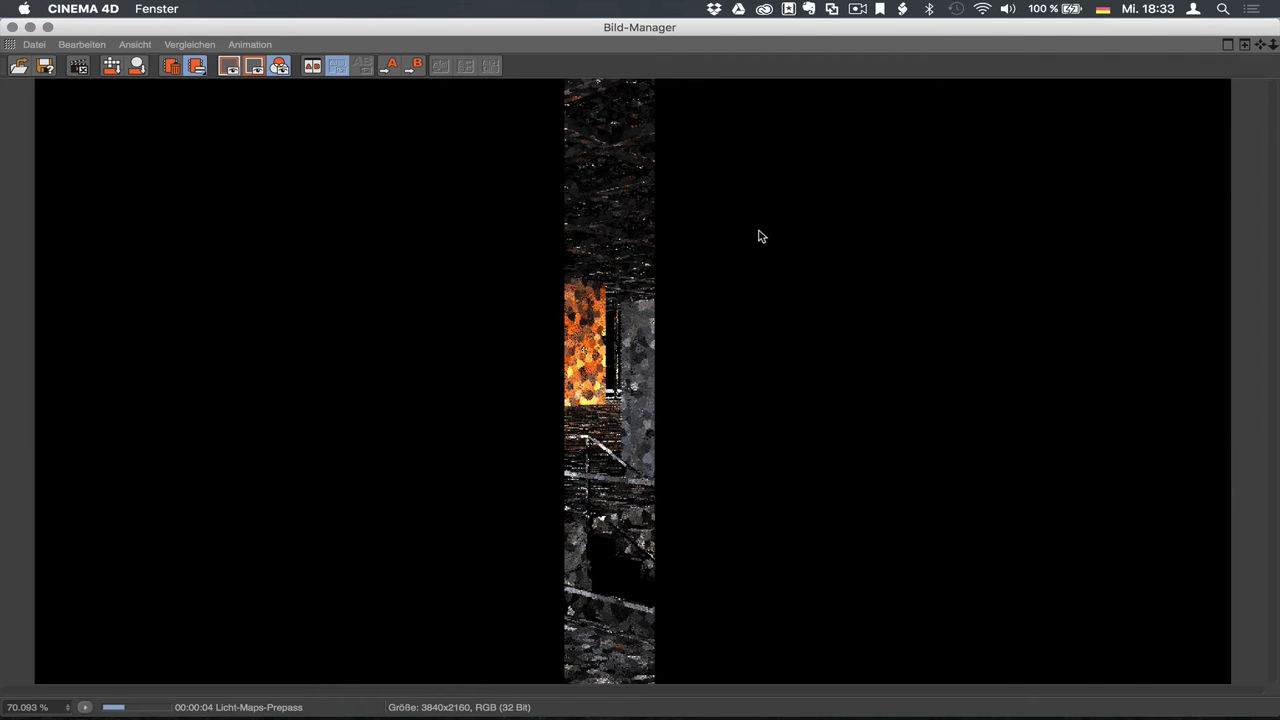 CINEMA 4D Fenster 100 % Mi. 18:33
Bild-Manager
Datei Bearbeiten Ansicht Vergleichen Animation
A B
70.093 % 00:00:04 Licht-Maps-Prepass Größe: 3840x2160, RGB (32 Bit)